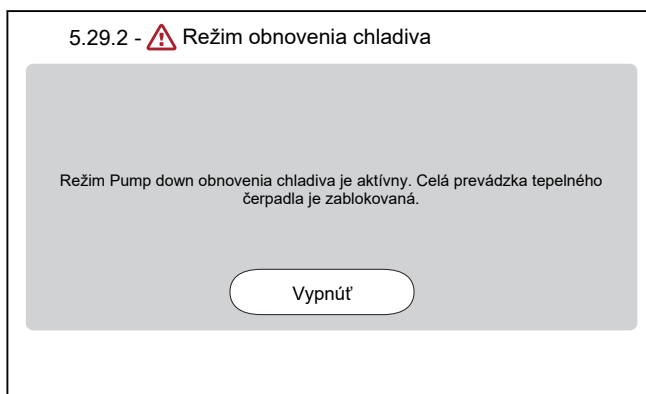 5.29.2 - Režim obnovenia chladiva
Režim Pump down obnovenia chladiva je aktívny. Celá prevádzka tepelného
čerpadla je zablokovaná.
Vypnúť